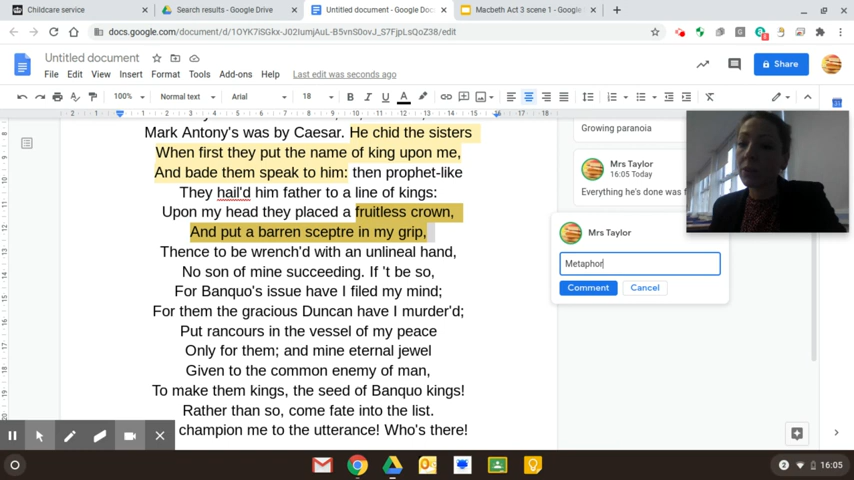 Childcare service
Search results - Google Drive
Untitled document - Google Doc
Macbeth Act 3 scene 1 - Google
docs.google.com/document/d/
Untitled document
File Edit View Insert Format Tools Add-ons Help Last edit was seconds ago
Share
100% Normal text Arial 18
Growing paranoia
Mark Antony's was by Caesar. He chid the sisters
When first they put the name of king upon me,
And bade them speak to him: then prophet-like
They hail'd him father to a line of kings:
Upon my head they placed a fruitless crown,
And put a barren sceptre in my grip,
Thence to be wrench'd with an unlineal hand,
No son of mine succeeding. If 't be so,
For Banquo's issue have I filed my mind;
For them the gracious Duncan have I murder'd;
Put rancours in the vessel of my peace
Only for them; and mine eternal jewel
Given to the common enemy of man,
To make them kings, the seed of Banquo kings!
Rather than so, come fate into the list.
champion me to the utterance! Who's there!
Mrs Taylor
16:05 Today
Everything he's done was f
Mrs Taylor
Metaphor
Comment Cancel
2 16:05